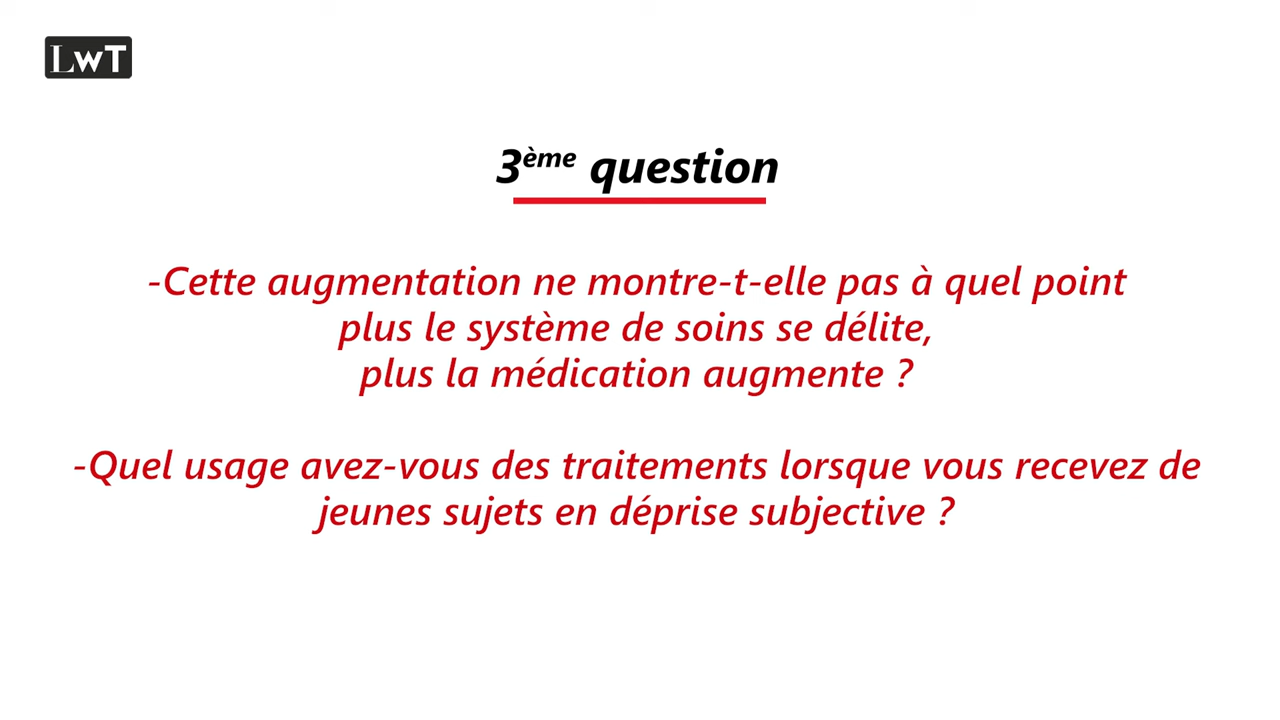 LwT
3ème question
-Cette augmentation ne montre-t-elle pas à quel point
plus le système de soins se délite,
plus la médication augmente ?
-Quel usage avez-vous des traitements lorsque vous recevez de
jeunes sujets en déprise subjective ?